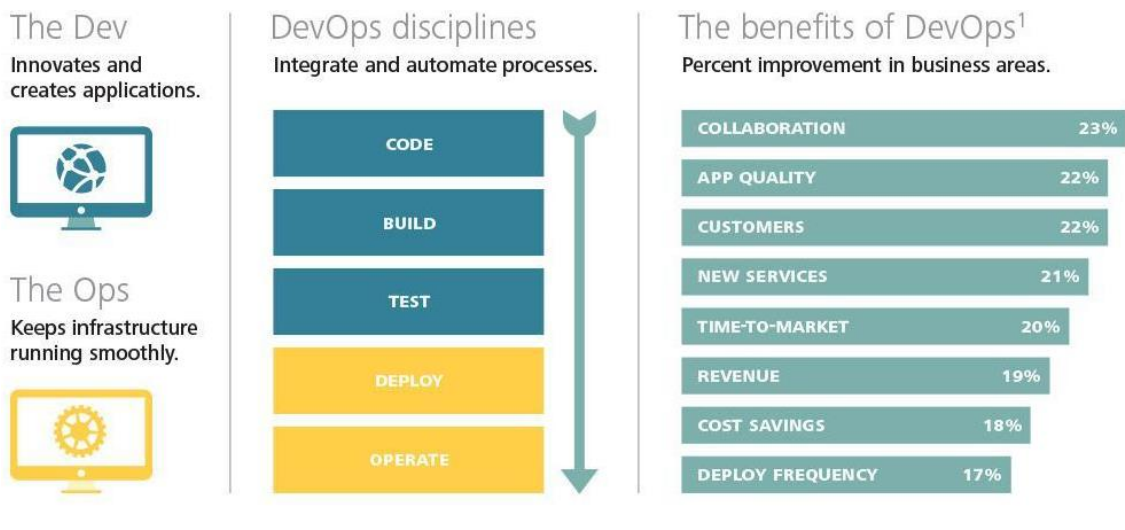 The Dev
Innovates and
creates applications.
The Ops
Keeps infrastructure
running smoothly.
DevOps disciplines
Integrate and automate processes.
CODE
BUILD
TEST
DEPLOY
OPERATE
The benefits of DevOps¹
Percent improvement in business areas.
COLLABORATION 23%
APP QUALITY 22%
CUSTOMERS 22%
NEW SERVICES 21%
TIME-TO-MARKET 20%
REVENUE 19%
COST SAVINGS 18%
DEPLOY FREQUENCY 17%